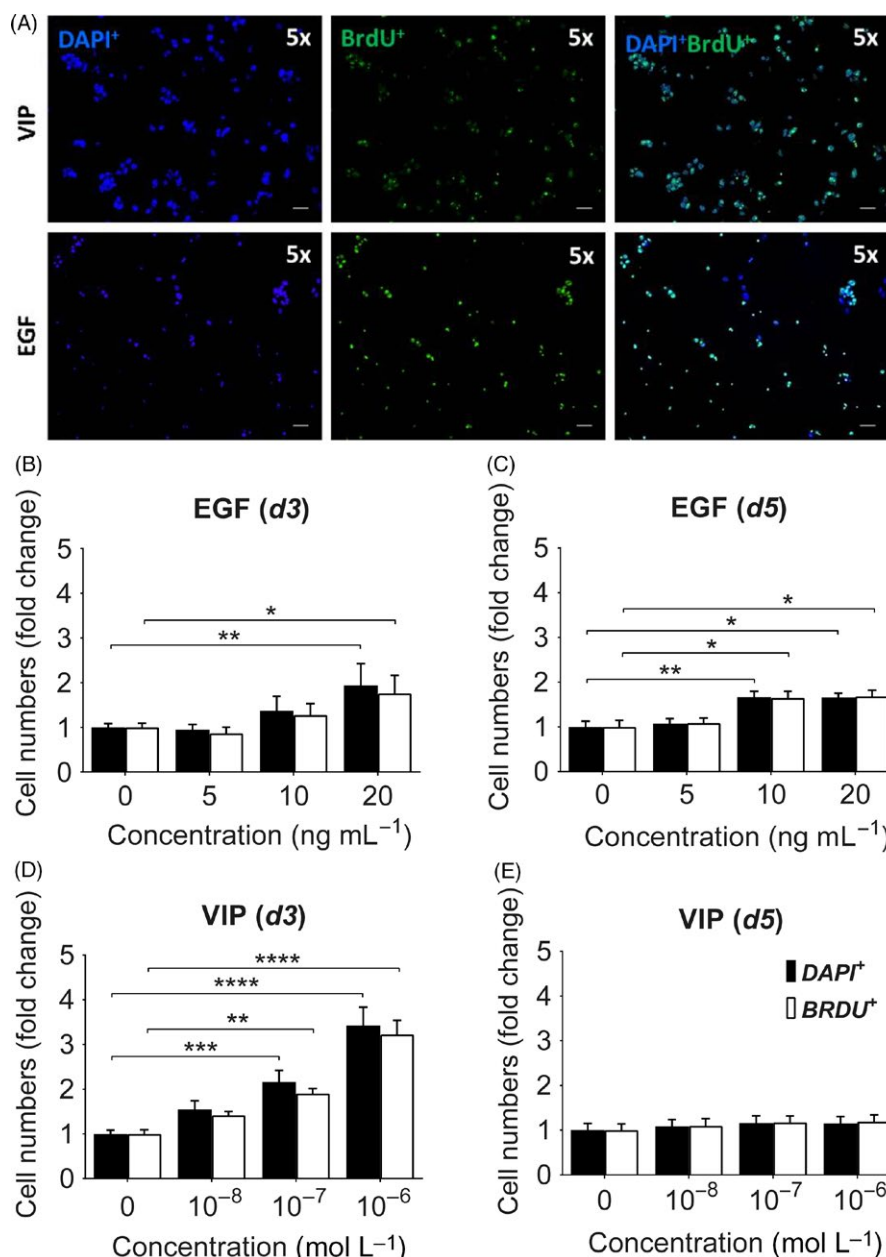 (A)
DAPI⁺ 5x
BrdU⁺ 5x
DAPI⁺BrdU⁺ 5x
VIP
5x
5x
5x
EGF
(B)
EGF (d3)
Cell numbers (fold change)
5
4
3
2
1
0
*
**
0 5 10 20
Concentration (ng mL⁻¹)
(C)
EGF (d5)
Cell numbers (fold change)
5
4
3
2
1
0
*
*
*
**
0 5 10 20
Concentration (ng mL⁻¹)
(D)
VIP (d3)
Cell numbers (fold change)
5
4
3
2
1
0
****
****
**
***
0 10⁻⁸ 10⁻⁷ 10⁻⁶
Concentration (mol L⁻¹)
(E)
VIP (d5)
Cell numbers (fold change)
5
4
3
2
1
0
DAPI⁺
BRDU⁺
0 10⁻⁸ 10⁻⁷ 10⁻⁶
Concentration (mol L⁻¹)